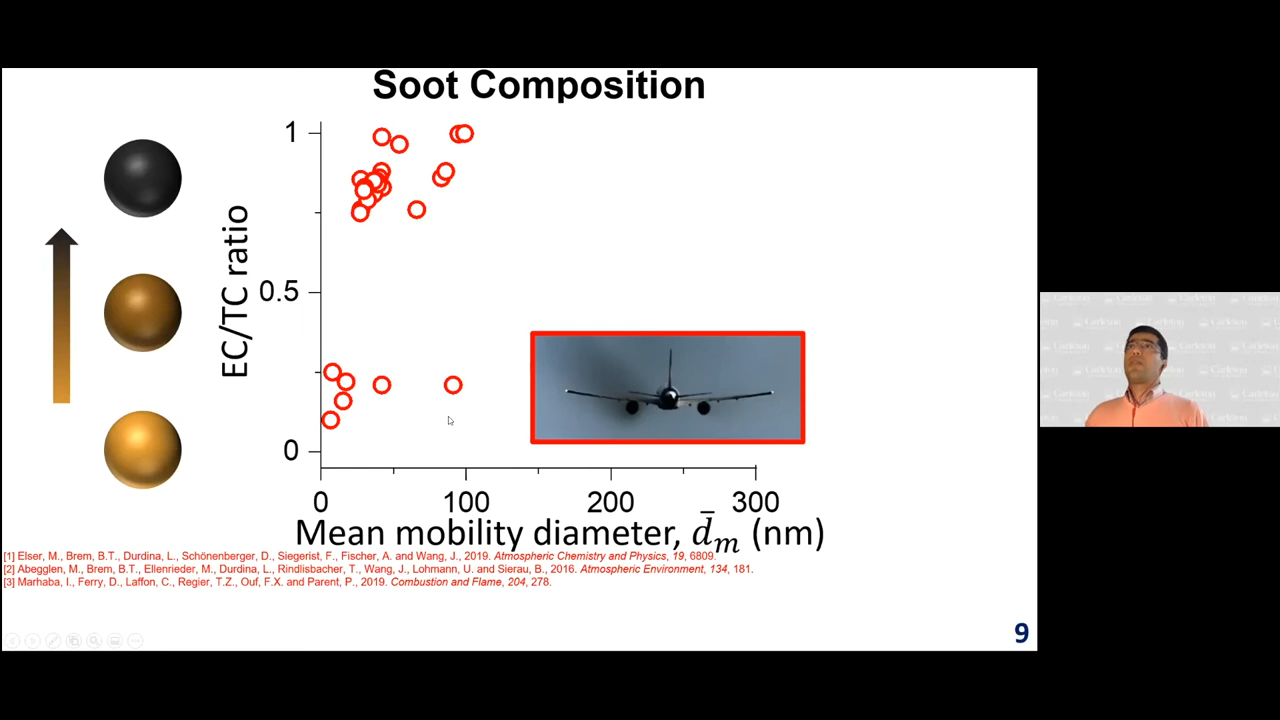 Soot Composition
1
0.5
0
EC/TC ratio
0 100 200 300
Mean mobility diameter, d̄ₘ (nm)
[1] Elser, M., Brem, B.T., Durdina, L., Schönenberger, D., Siegerist, F., Fischer, A. and Wang, J., 2019. Atmospheric Chemistry and Physics, 19, 6809.
[2] Abegglen, M., Brem, B.T., Ellenrieder, M., Durdina, L., Rindlisbacher, T., Wang, J., Lohmann, U. and Sierau, B., 2016. Atmospheric Environment, 134, 181.
[3] Marhaba, I., Ferry, D., Laffon, C., Regier, T.Z., Ouf, F.X. and Parent, P., 2019. Combustion and Flame, 204, 278.
9
Carleton